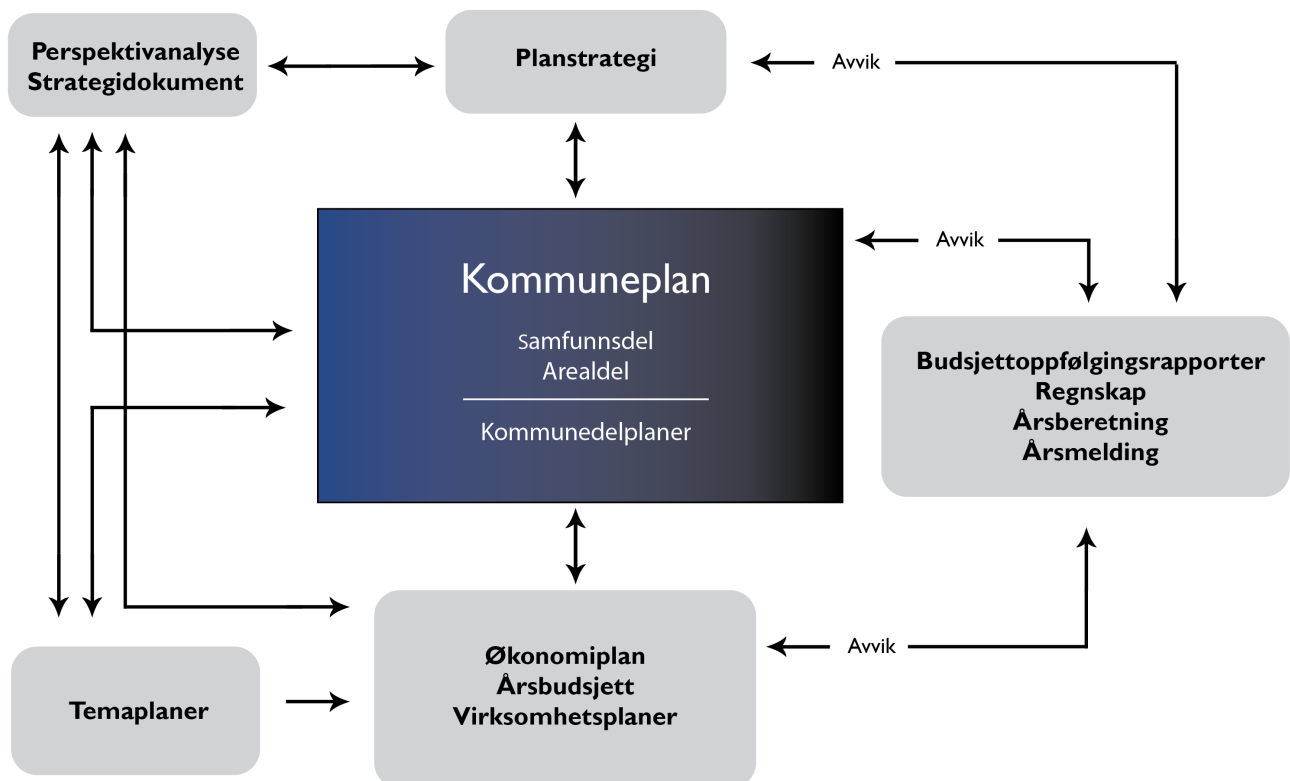 Perspektivanalyse
Strategidokument
Planstrategi
Avvik
Avvik
Kommuneplan
Samfunnsdel
Arealdel
Kommunedelplaner
Budsjettoppfølgingsrapporter
Regnskap
Årsberetning
Årsmelding
Temaplaner
Økonomiplan
Årsbudsjett
Virksomhetsplaner
Avvik